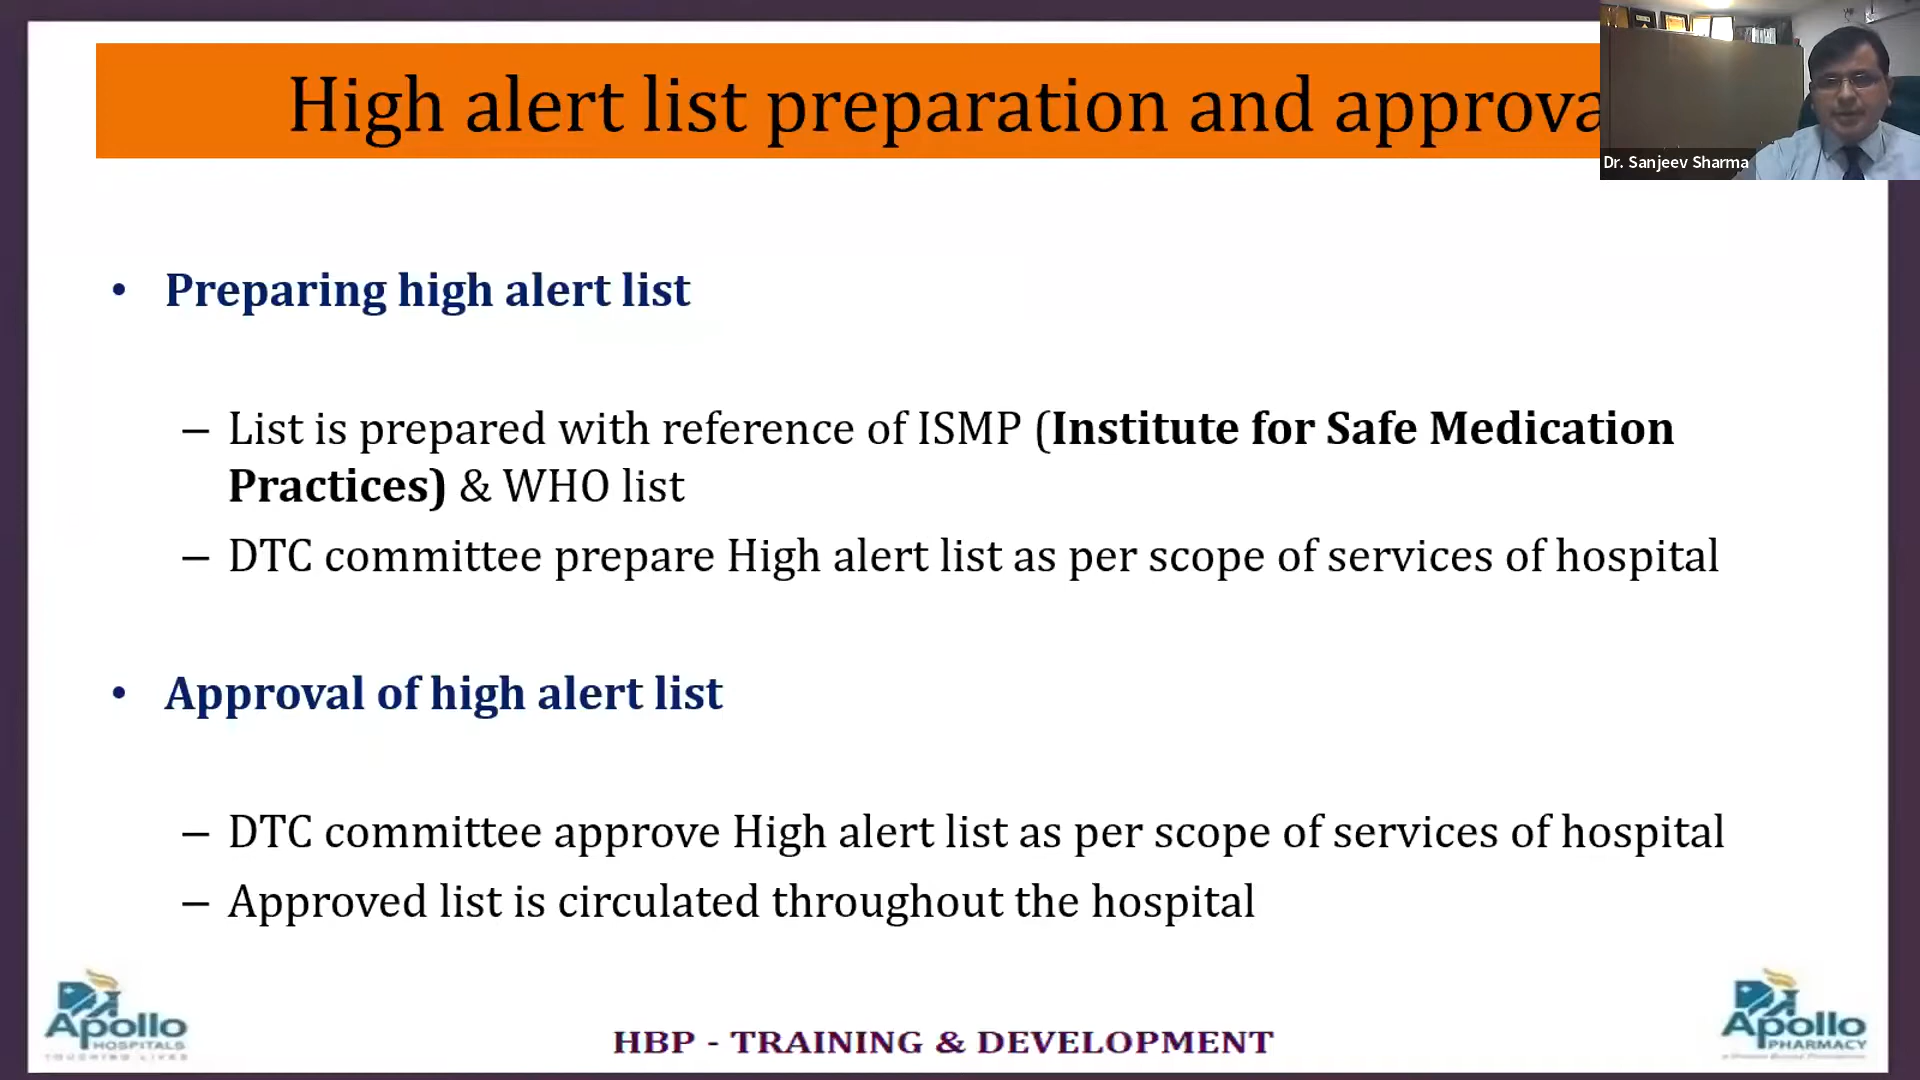 High alert list preparation and approva
Dr. Sanjeev Sharma
• Preparing high alert list
– List is prepared with reference of ISMP (Institute for Safe Medication
Practices) & WHO list
– DTC committee prepare High alert list as per scope of services of hospital
• Approval of high alert list
– DTC committee approve High alert list as per scope of services of hospital
– Approved list is circulated throughout the hospital
Apollo
HOSPITALS
TOUCHING LIVES
HBP - TRAINING & DEVELOPMENT
Apollo
PHARMACY